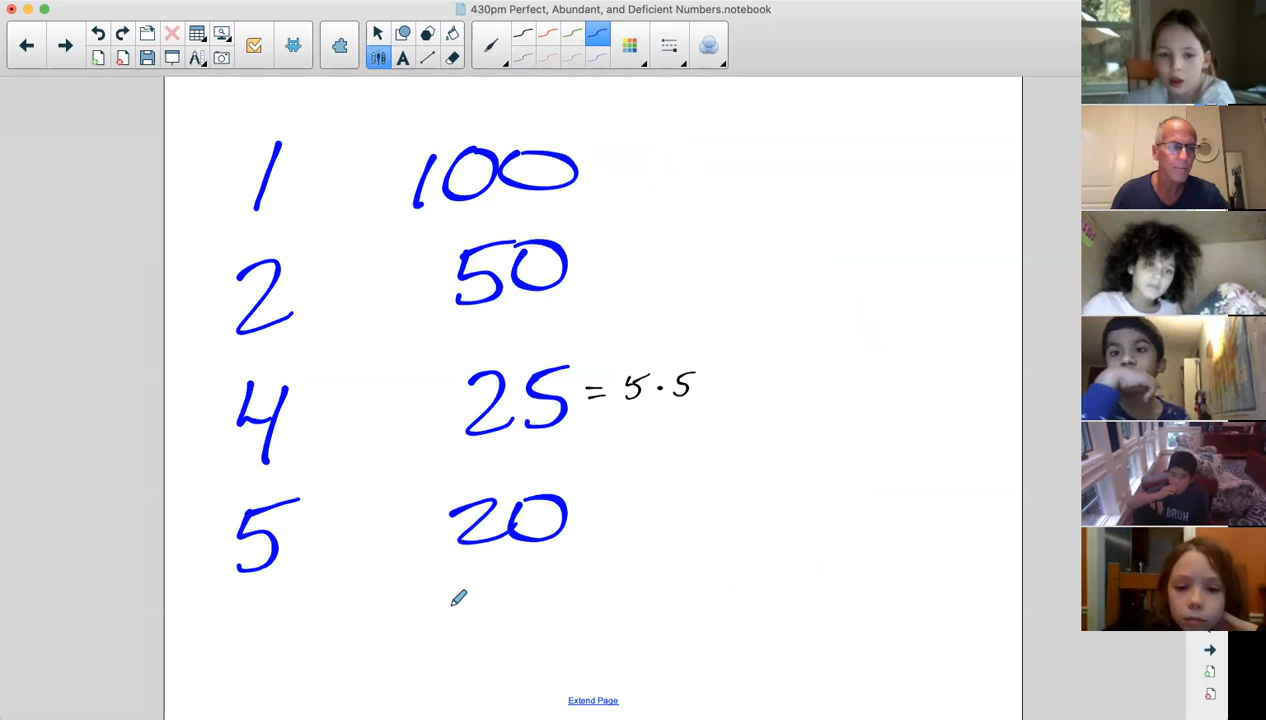 430pm Perfect, Abundant, and Deficient Numbers.notebook
1 100
2 50
4 25 = 5 · 5
5 20
BRUH
Extend Page